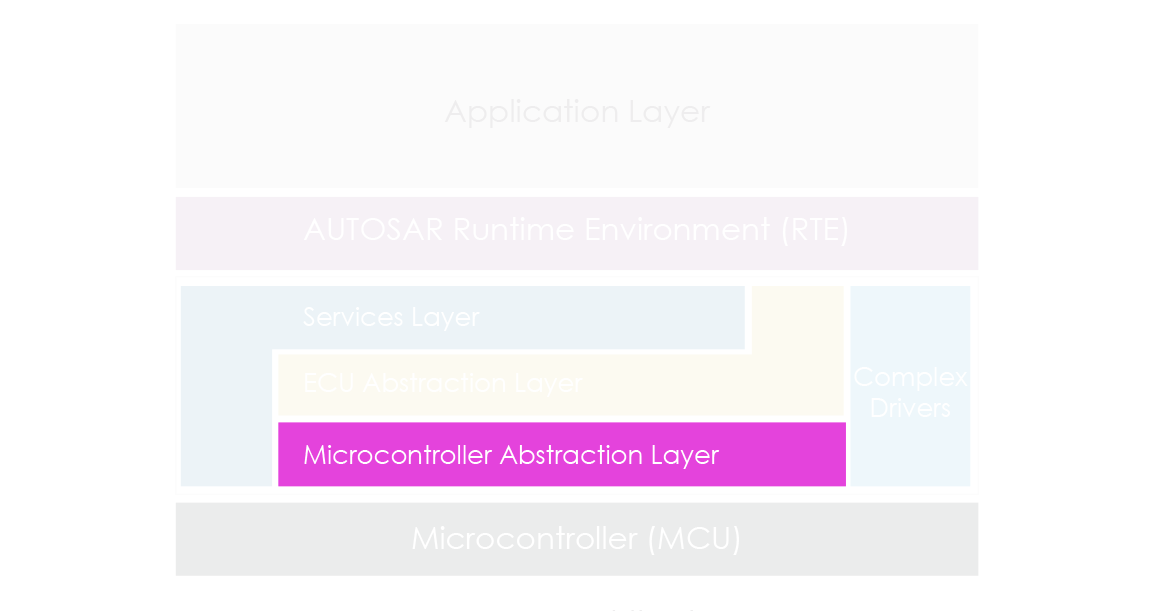 Application Layer
AUTOSAR Runtime Environment (RTE)
Services Layer
ECU Abstraction Layer
Complex
Drivers
Microcontroller Abstraction Layer
Microcontroller (MCU)